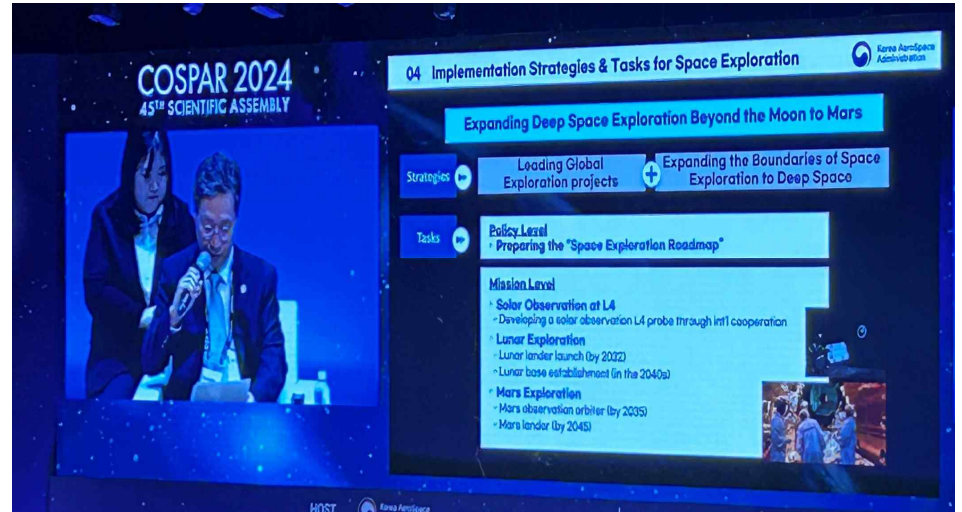 COSPAR 2024
45TH SCIENTIFIC ASSEMBLY
04 Implementation Strategies & Tasks for Space Exploration
Korea AeroSpace
Administration
Expanding Deep Space Exploration Beyond the Moon to Mars
Strategies
Leading Global
Exploration projects
+
Expanding the Boundaries of Space
Exploration to Deep Space
Tasks
Policy Level
· Preparing the "Space Exploration Roadmap"
Mission Level
· Solar Observation at L4
- Developing a solar observation L4 probe through int'l cooperation
· Lunar Exploration
- Lunar lander launch (by 2032)
- Lunar base establishment (in the 2040s)
· Mars Exploration
- Mars observation orbiter (by 2035)
- Mars lander (by 2045)
HOST
Korea AeroSpace